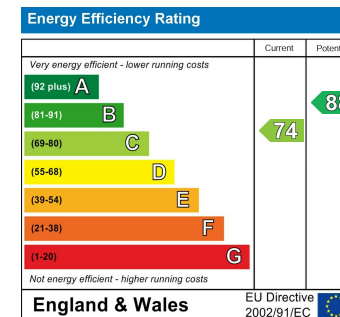 Energy Efficiency Rating
Current
Very energy efficient - lower running costs
(92 plus) A
(81-91) B
(69-80) C
(55-68) D
(39-54) E
(21-38) F
(1-20) G
74
Not energy efficient - higher running costs
England & Wales
EU Directive
2002/91/EC